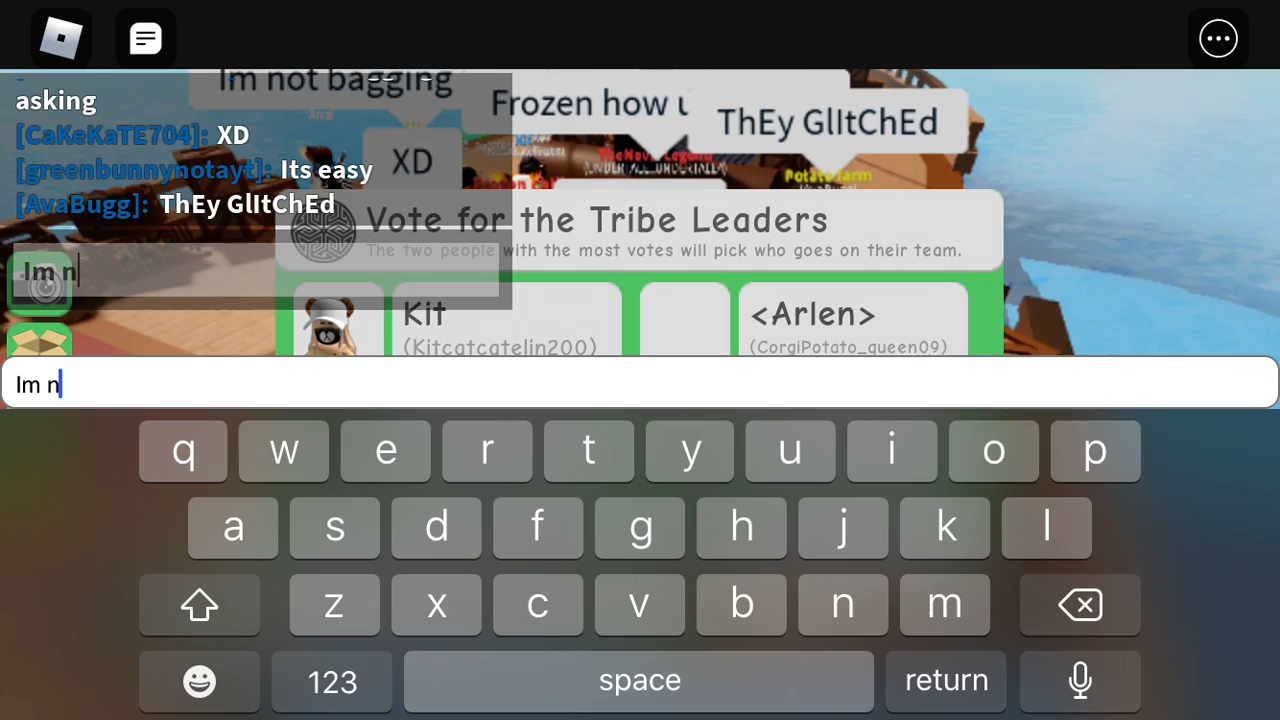 Im not bagging
asking
Frozen how u
ThEy GlItChEd
[CaKeKaTE704]: XD
XD
[greenbunnynotayt]: Its easy
[AvaBugg]: ThEy GlItChEd
Potato farm
Vote for the Tribe Leaders
The two people with the most votes will pick who goes on their team.
Im n
Kit
(Kitcatcatelin200)
<Arlen>
(CorgiPotato_queen09)
Im n
q w e r t y u i o p
a s d f g h j k l
z x c v b n m
123 space return